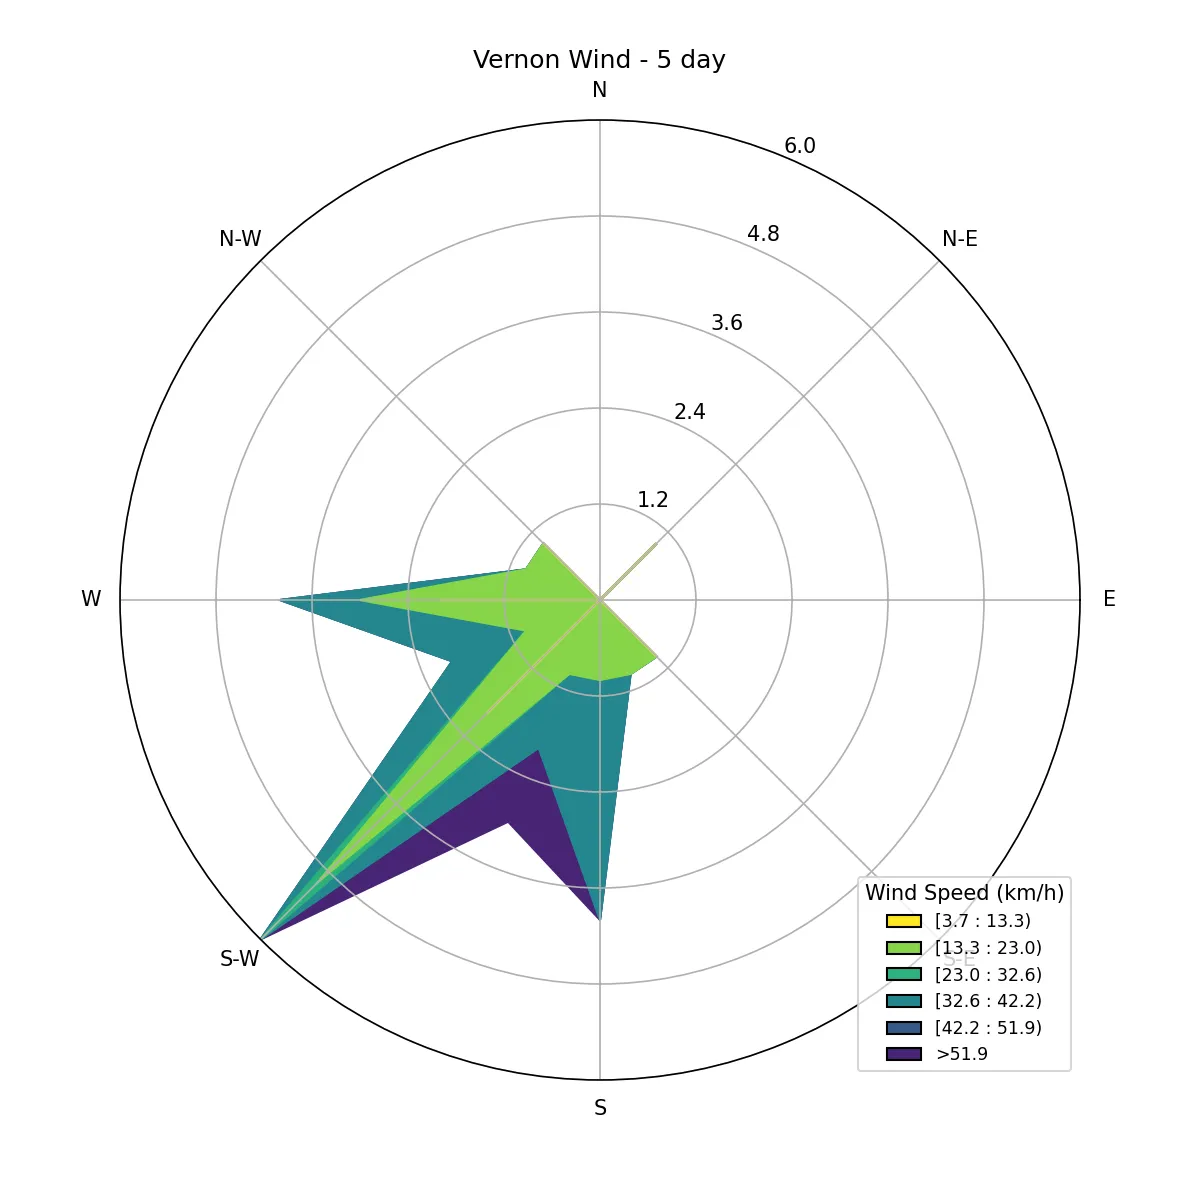 Vernon Wind - 5 day
N
6.0
N-W
4.8
N-E
3.6
2.4
1.2
W
E
S-W
S-E
Wind Speed (km/h)
[3.7 : 13.3)
[13.3 : 23.0)
[23.0 : 32.6)
[32.6 : 42.2)
[42.2 : 51.9)
>51.9
S